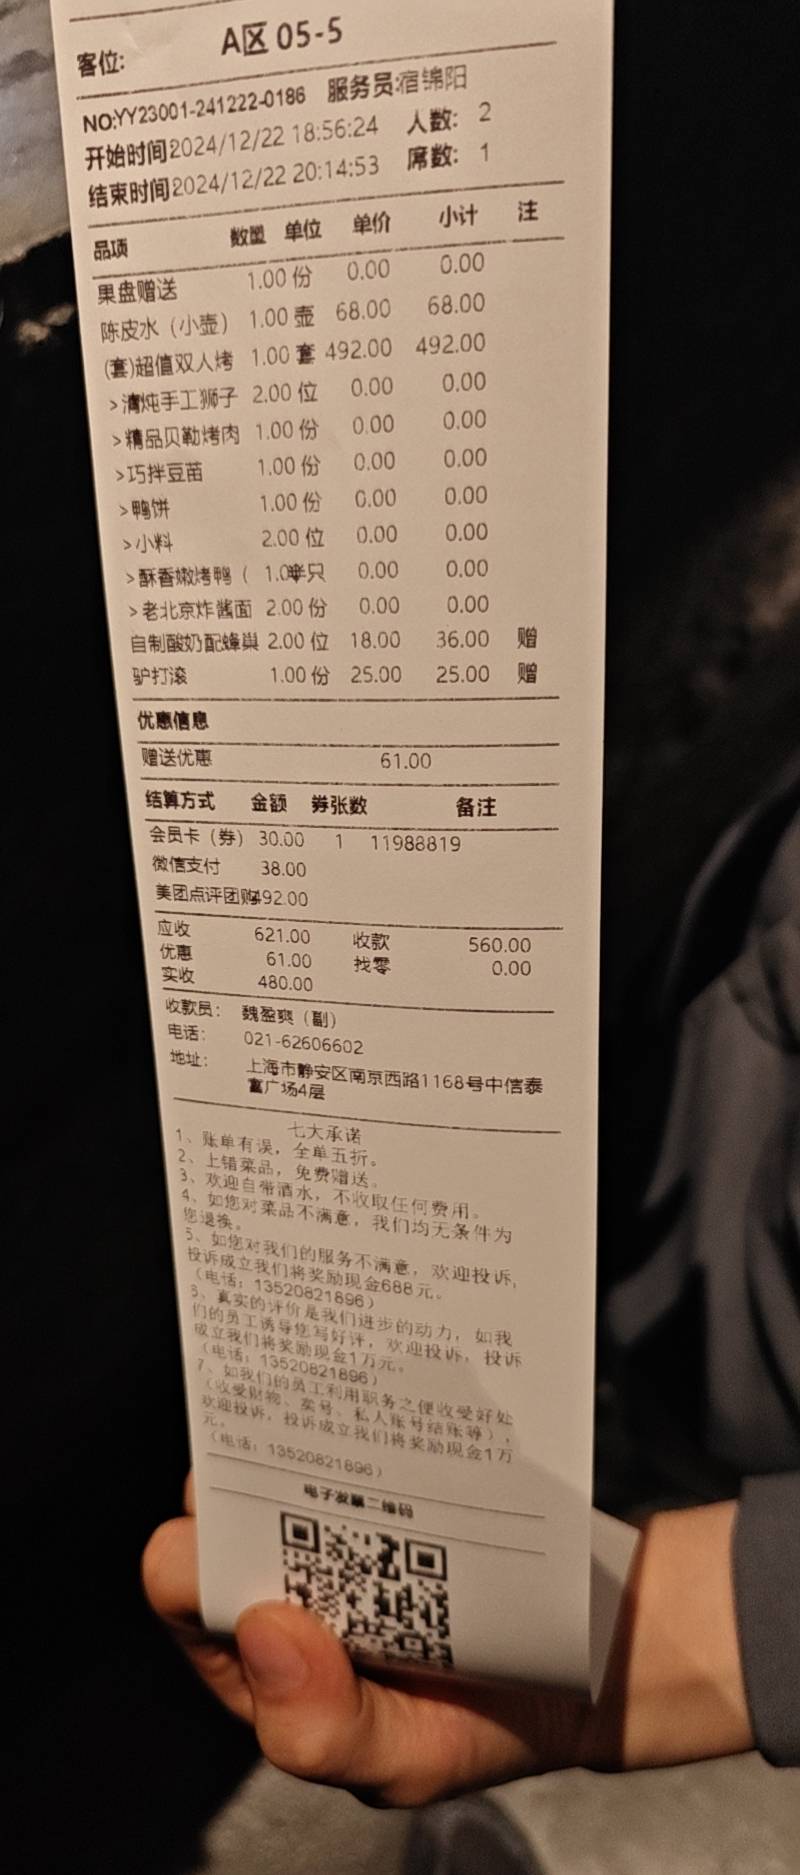 客位: A区 05-5
NO:YY23001-241222-0186 服务员:宿锦阳
开始时间2024/12/22 18:56:24 人数: 2
结束时间2024/12/22 20:14:53 席数: 1
品项 数量 单位 单价 小计 注
果盘赠送 1.00 份 0.00 0.00
陈皮水（小壶） 1.00 壶 68.00 68.00
(套)超值双人烤 1.00 套 492.00 492.00
>清炖手工狮子 2.00 位 0.00 0.00
>精品贝勒烤肉 1.00 份 0.00 0.00
>巧拌豆苗 1.00 份 0.00 0.00
>鸭饼 1.00 份 0.00 0.00
>小料 2.00 位 0.00 0.00
>酥香嫩烤鸭（ 1.0半只 0.00 0.00
>老北京炸酱面 2.00 份 0.00 0.00
自制酸奶配蜂巢 2.00 位 18.00 36.00 赠
驴打滚 1.00 份 25.00 25.00 赠
优惠信息
赠送优惠 61.00
结算方式 金额 券张数 备注
会员卡（券） 30.00 1 11988819
微信支付 38.00
美团点评团购492.00
应收 621.00 收款 560.00
优惠 61.00 找零 0.00
实收 480.00
收款员: 魏盈爽（副）
电话: 021-62606602
地址: 上海市静安区南京西路1168号中信泰
富广场4层
七大承诺
1、账单有误，全单五折。
2、上错菜品，免费赠送。
3、欢迎自带酒水，不收取任何费用。
4、如您对菜品不满意，我们均无条件为
您退换。
5、如您对我们的服务不满意，欢迎投诉，
投诉成立我们将奖励现金688元。
（电话：13520821896）
6、真实的评价是我们进步的动力，如我
们的员工诱导您写好评，欢迎投诉，投诉
成立我们将奖励现金1万元。
（电话：13520821896）
7、如我们的员工利用职务之便收受好处
（收受财物、卖号、私人账号结账等），
欢迎投诉，投诉成立我们将奖励现金1万
元。
（电话：13520821896）
电子发票二维码